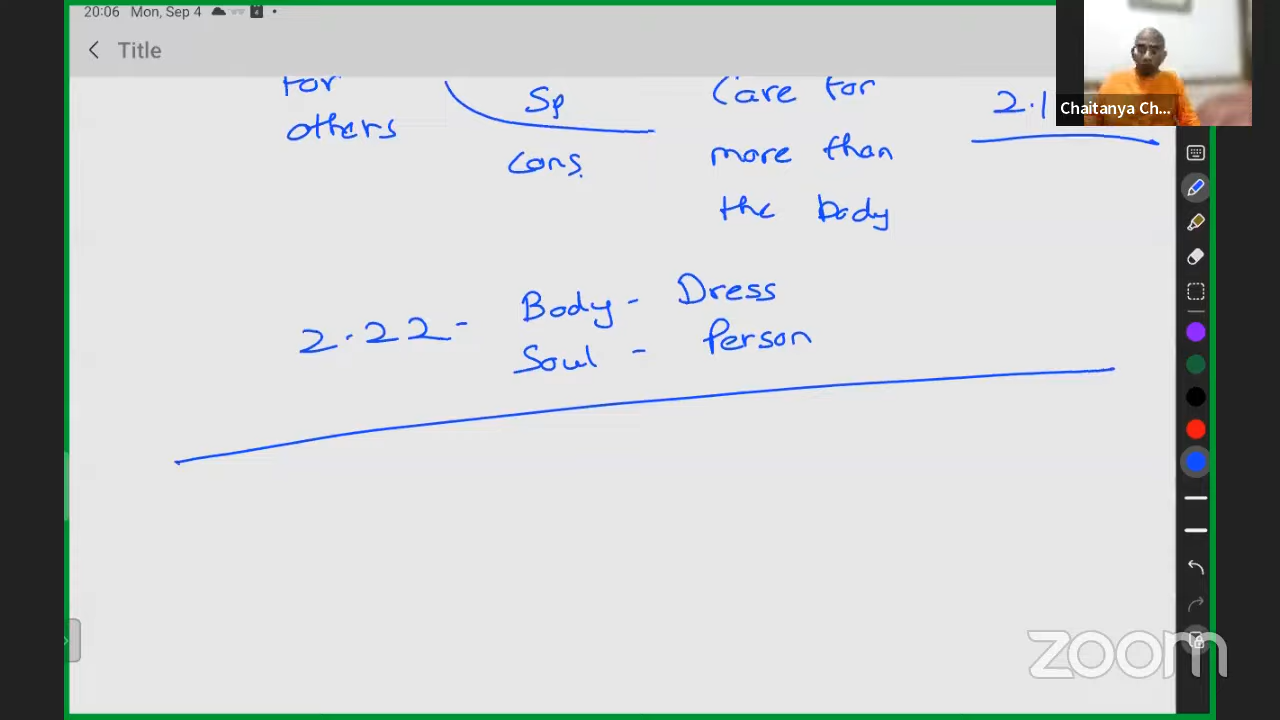 20:06 Mon, Sep 4
Title
for
others
Sp
Cons.
Care for
more than
the body
2.1
Chaitanya Ch...
2.22 - Body - Dress
Soul - Person
zoom